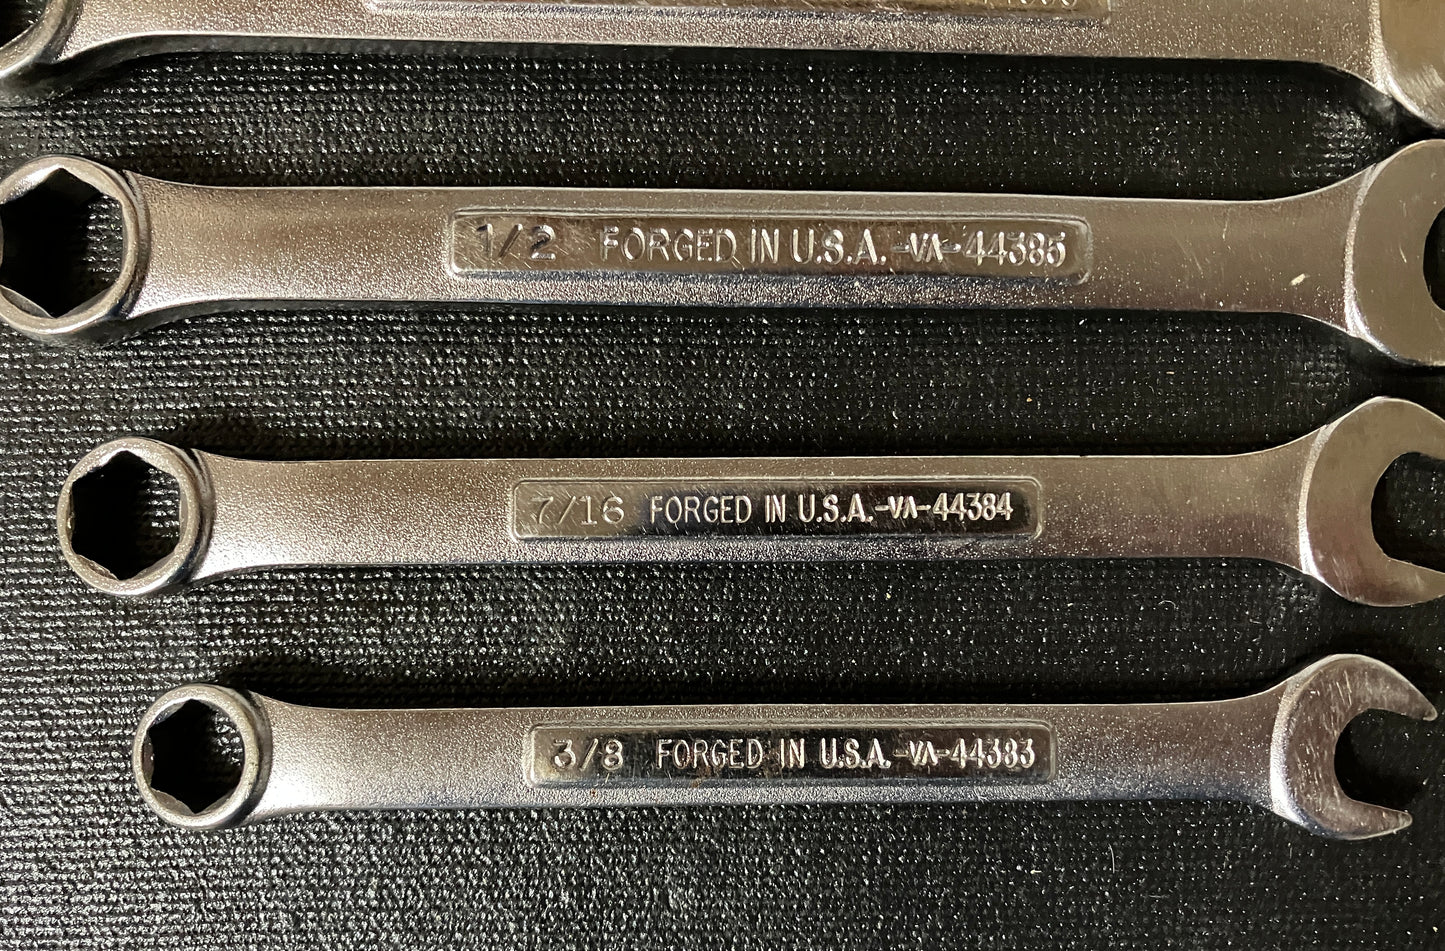 1/2 FORGED IN U.S.A.-VA-44385
7/16 FORGED IN U.S.A.-VA-44384
3/8 FORGED IN U.S.A.-VA-44383